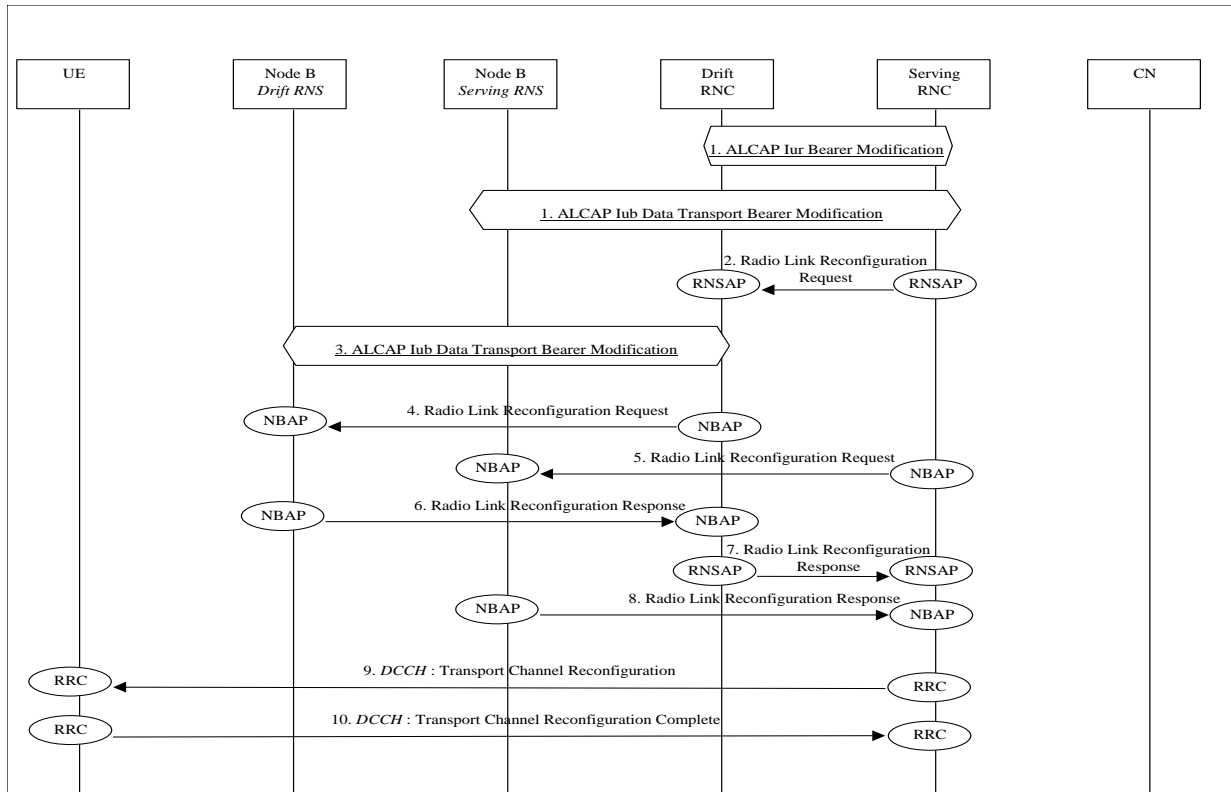 UE
Node B
Drift RNS
Node B
Serving RNS
Drift
RNC
Serving
RNC
CN
1. ALCAP Iur Bearer Modification
1. ALCAP Iub Data Transport Bearer Modification
2. Radio Link Reconfiguration
Request
RNSAP
RNSAP
3. ALCAP Iub Data Transport Bearer Modification
4. Radio Link Reconfiguration Request
NBAP
NBAP
5. Radio Link Reconfiguration Request
NBAP
NBAP
6. Radio Link Reconfiguration Response
NBAP
NBAP
7. Radio Link Reconfiguration
Response
RNSAP
RNSAP
8. Radio Link Reconfiguration Response
NBAP
NBAP
9. DCCH : Transport Channel Reconfiguration
RRC
RRC
10. DCCH : Transport Channel Reconfiguration Complete
RRC
RRC